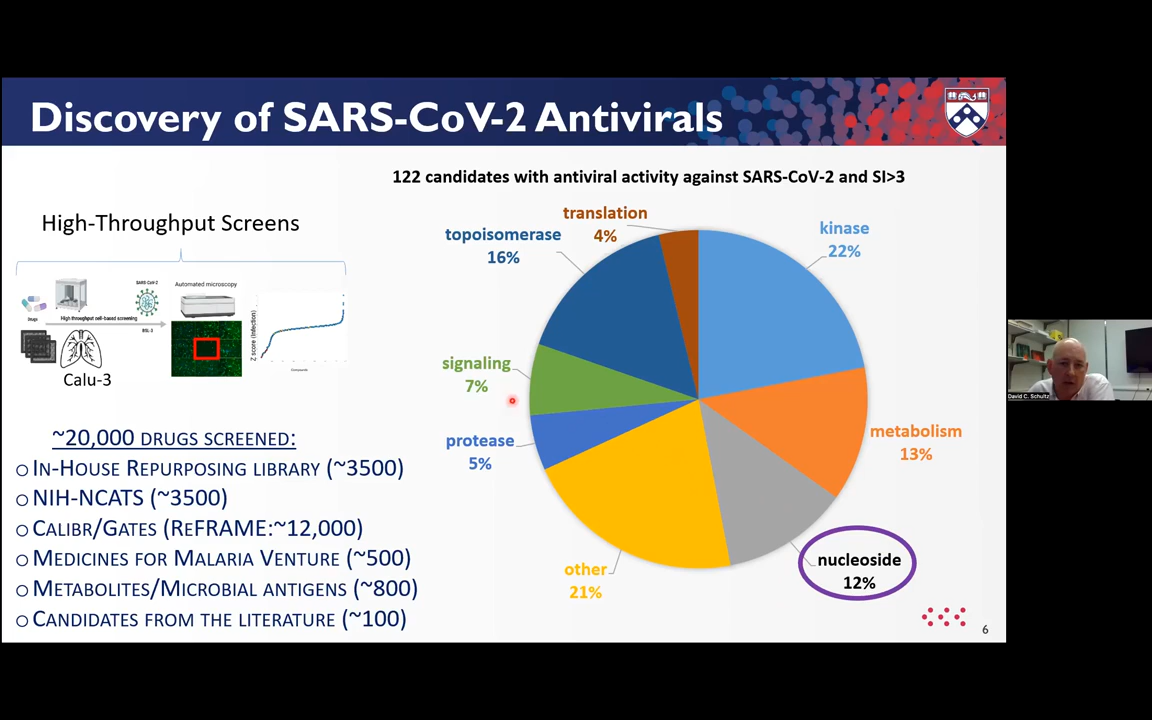 Discovery of SARS-CoV-2 Antivirals
122 candidates with antiviral activity against SARS-CoV-2 and SI>3
High-Throughput Screens
Drugs
High throughput cell-based screening
SARS-CoV-2
BSL-3
Automated microscopy
Z score (Infection)
Compounds
Calu-3
~20,000 DRUGS SCREENED:
IN-HOUSE REPURPOSING LIBRARY (~3500)
NIH-NCATS (~3500)
CALIBR/GATES (REFRAME:~12,000)
MEDICINES FOR MALARIA VENTURE (~500)
METABOLITES/MICROBIAL ANTIGENS (~800)
CANDIDATES FROM THE LITERATURE (~100)
translation
4%
topoisomerase
16%
kinase
22%
signaling
7%
protease
5%
metabolism
13%
other
21%
nucleoside
12%
6
David C. Schultz